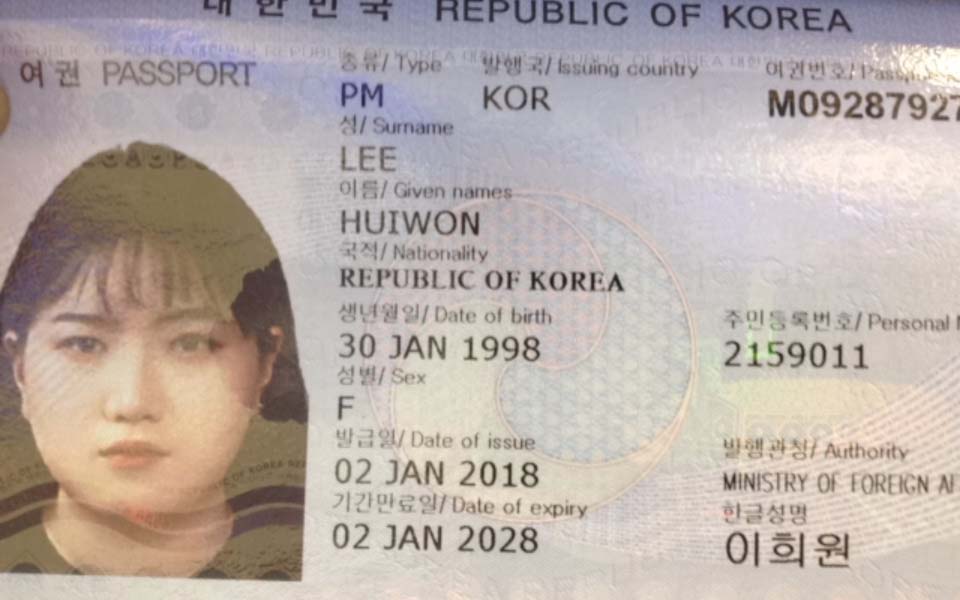 대한민국 REPUBLIC OF KOREA
여권 PASSPORT
종류/ Type
발행국/ Issuing country
여권번호/
PM
KOR
M09287927
성/ Surname
LEE
이름/ Given names
HUIWON
국적/ Nationality
REPUBLIC OF KOREA
생년월일/ Date of birth
주민등록번호/ Personal
30 JAN 1998
2159011
성별/ Sex
F
발급일/ Date of issue
발행관청/ Authority
02 JAN 2018
MINISTRY OF FOREIGN
기간만료일/ Date of expiry
한글성명
02 JAN 2028
이희원